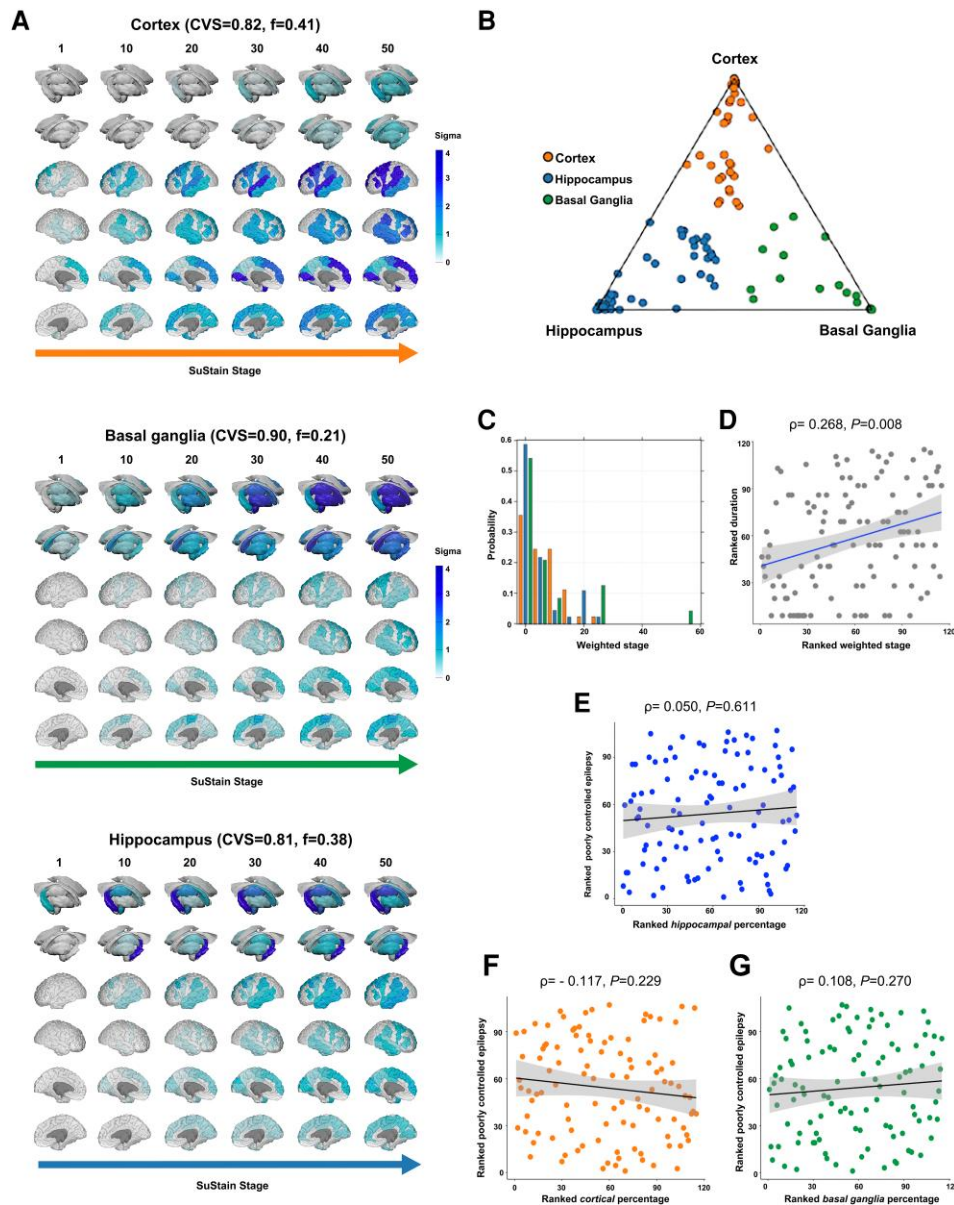 A
Cortex (CVS=0.82, f=0.41)
1 10 20 30 40 50
Sigma
4
3
2
1
0
SuStain Stage
Basal ganglia (CVS=0.90, f=0.21)
1 10 20 30 40 50
Sigma
4
3
2
1
0
SuStain Stage
Hippocampus (CVS=0.81, f=0.38)
1 10 20 30 40 50
SuStain Stage
B
Cortex
Cortex
Hippocampus
Basal Ganglia
Hippocampus Basal Ganglia
C
0.6
0.5
0.4
0.3
0.2
0.1
0
0 20 40 60
Probability
Weighted stage
D
ρ= 0.268, P=0.008
120
90
60
30
0 30 60 90 120
Ranked duration
Ranked weighted stage
E
ρ= 0.050, P=0.611
90
60
30
0
0 30 60 90 120
Ranked poorly controlled epilepsy
Ranked hippocampal percentage
F
ρ= - 0.117, P=0.229
90
60
30
0
0 30 60 90 120
Ranked poorly controlled epilepsy
Ranked cortical percentage
G
ρ= 0.108, P=0.270
90
60
30
0
0 30 60 90 120
Ranked poorly controlled epilepsy
Ranked basal ganglia percentage